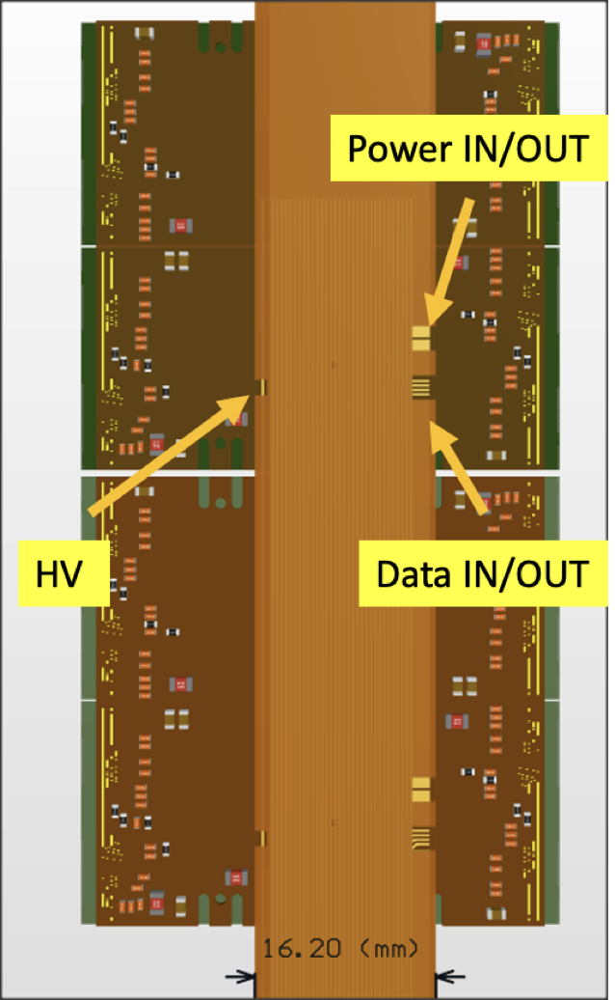 Power IN/OUT
HV
Data IN/OUT
16.20 (mm)